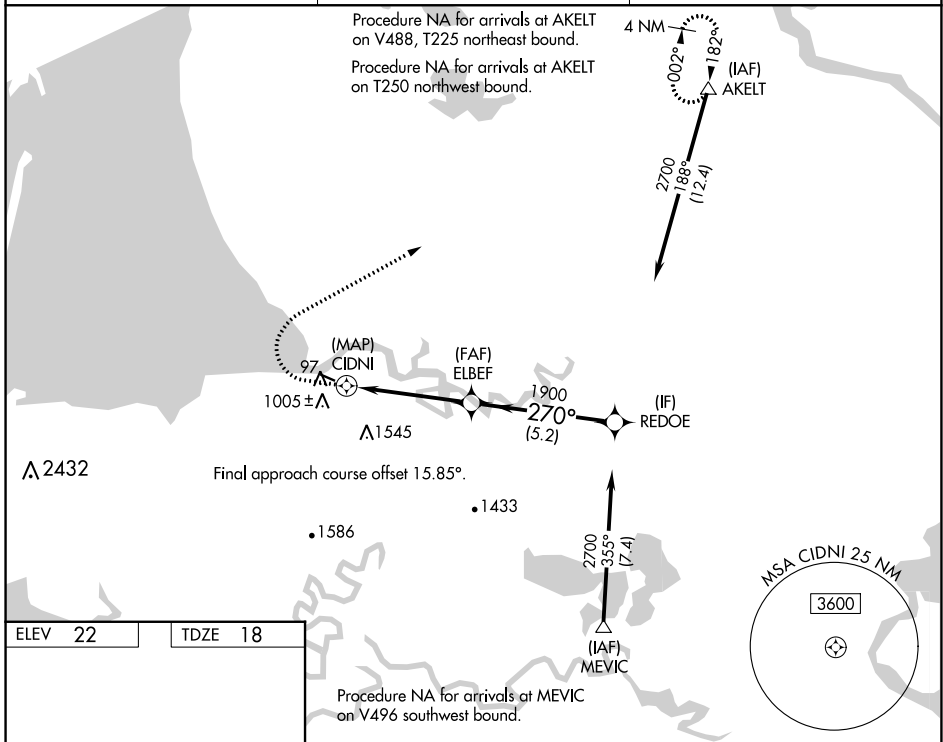 Procedure NA for arrivals at AKELT
on V488, T225 northeast bound.
Procedure NA for arrivals at AKELT
on T250 northwest bound.
4 NM
002°
182°
(IAF)
AKELT
2700
188°
(12.4)
(MAP)
CIDNI
97
1005 ±
(FAF)
ELBEF
1900
270°
(5.2)
(IF)
REDOE
1545
2432
Final approach course offset 15.85°.
1433
1586
2700
355°
(7.4)
(IAF)
MEVIC
MSA CIDNI 25 NM
3600
ELEV 22
TDZE 18
Procedure NA for arrivals at MEVIC
on V496 southwest bound.